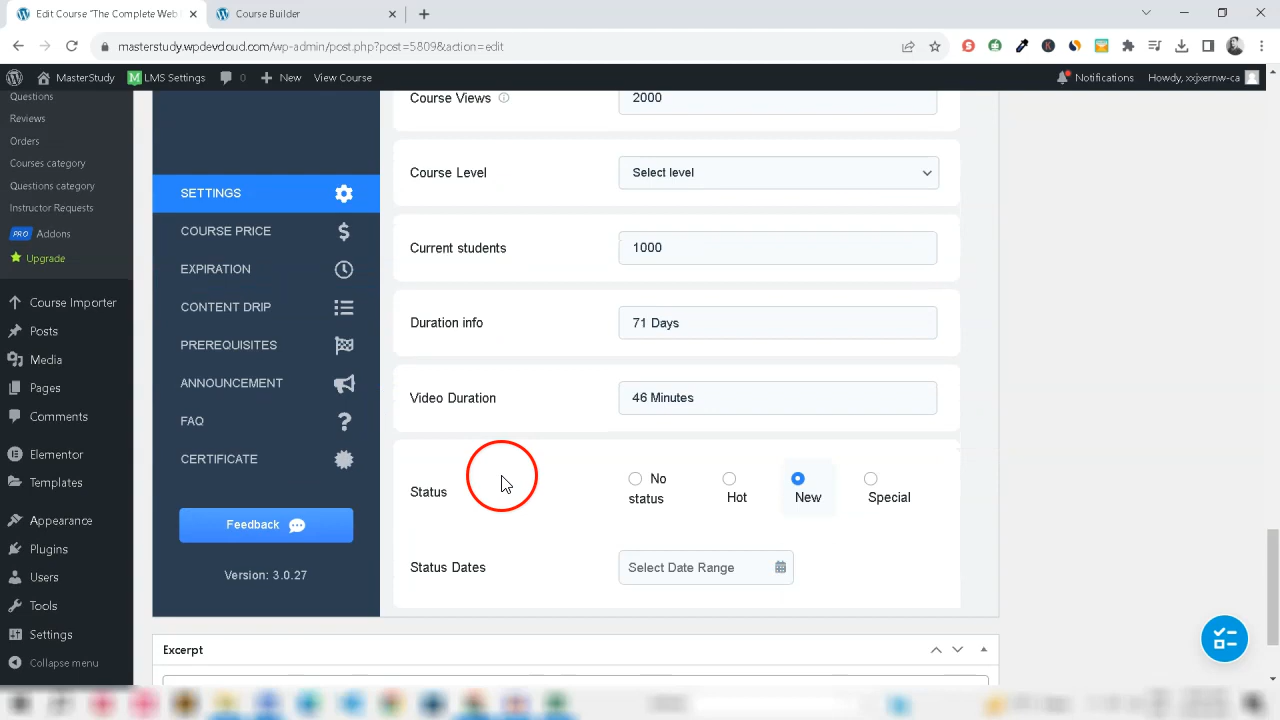 Edit Course "The Complete Web
Course Builder
masterstudy.wpdevcloud.com/wp-admin/post.php?post=5809&action=edit
MasterStudy
LMS Settings
0
New
View Course
Notifications
Howdy, xxjxernw-ca
Questions
Reviews
Orders
Courses category
Questions category
Instructor Requests
PRO Addons
Upgrade
Course Importer
Posts
Media
Pages
Comments
Elementor
Templates
Appearance
Plugins
Users
Tools
Settings
Collapse menu
SETTINGS
COURSE PRICE
EXPIRATION
CONTENT DRIP
PREREQUISITES
ANNOUNCEMENT
FAQ
CERTIFICATE
Feedback
Version: 3.0.27
Course Views
2000
Course Level
Select level
Current students
1000
Duration info
71 Days
Video Duration
46 Minutes
Status
No status
Hot
New
Special
Status Dates
Select Date Range
Excerpt